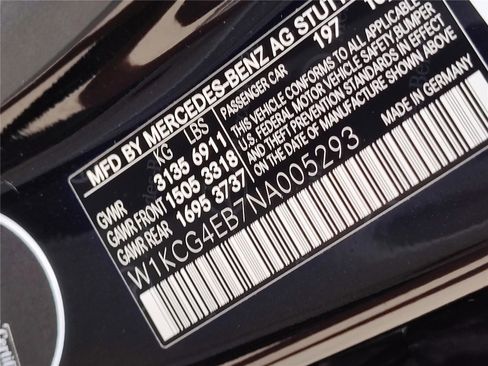 MFD BY MERCEDES-BENZ AG STUT
PASSENGER CAR 197
KG LBS
GVWR 3135 6911
GAWR FRONT 1505 3318
GAWR REAR 1695 3737
THIS VEHICLE CONFORMS TO ALL APPLICABLE
U.S. FEDERAL MOTOR VEHICLE SAFETY, BUMPER
AND THEFT PREVENTION STANDARDS IN EFFECT
ON THE DATE OF MANUFACTURE SHOWN ABOVE
W1KCG4EB7NA005293
MADE IN GERMANY